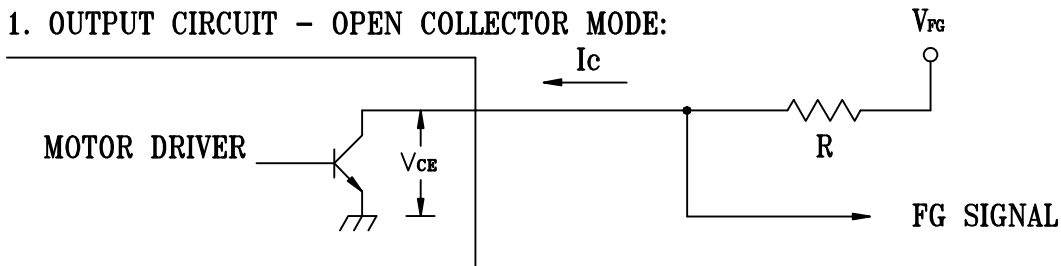 1. OUTPUT CIRCUIT - OPEN COLLECTOR MODE:
VFG
Ic
MOTOR DRIVER
VCE
R
FG SIGNAL